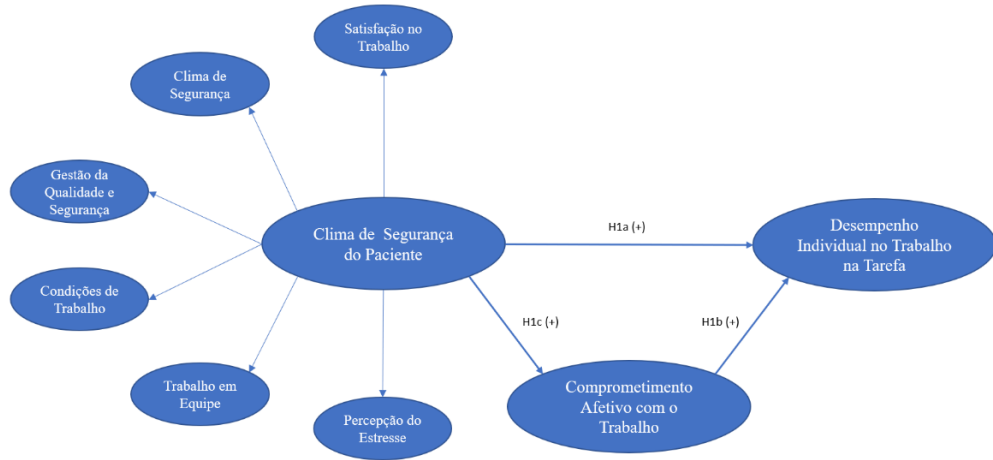 Satisfação no
Trabalho
Clima de
Segurança
Gestão da
Qualidade e
Segurança
Clima de Segurança
do Paciente
H1a (+)
Desempenho
Individual no Trabalho
na Tarefa
Condições de
Trabalho
H1c (+)
H1b (+)
Trabalho em
Equipe
Comprometimento
Afetivo com o
Trabalho
Percepção do
Estresse